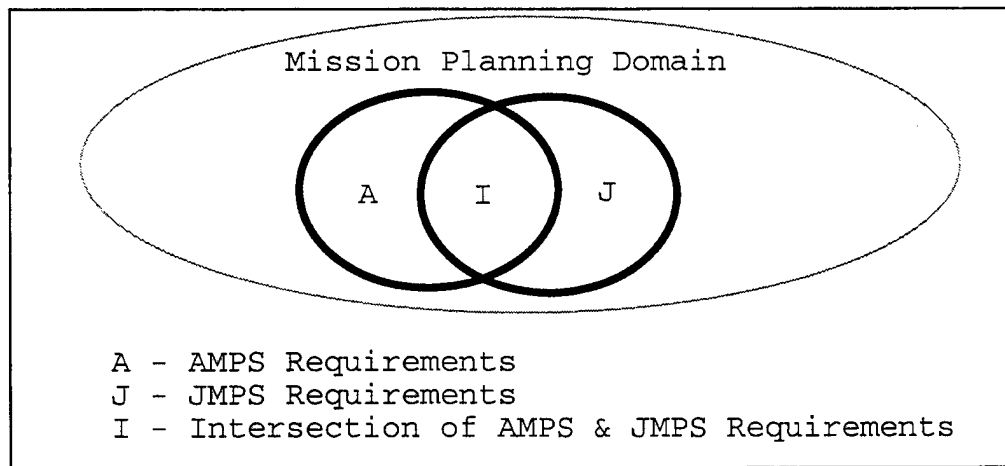 Mission Planning Domain
A I J
A - AMPS Requirements
J - JMPS Requirements
I - Intersection of AMPS & JMPS Requirements